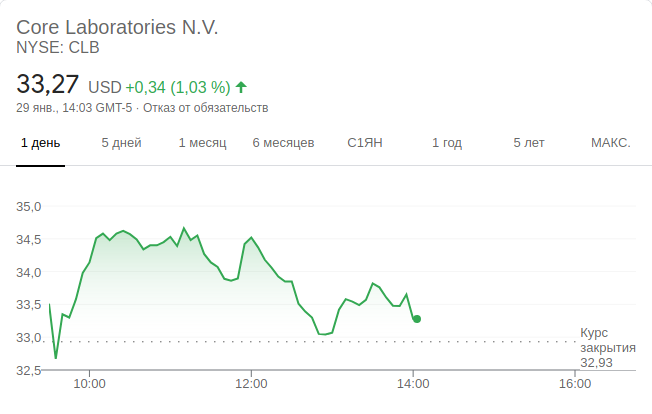 Core Laboratories N.V.
NYSE: CLB
33,27 USD +0,34 (1,03 %)
29 янв., 14:03 GMT-5 · Отказ от обязательств
1 день 5 дней 1 месяц 6 месяцев С1ЯН 1 год 5 лет МАКС.
35,0
34,5
34,0
33,5
33,0
32,5
Курс
закрытия
32,93
10:00 12:00 14:00 16:00